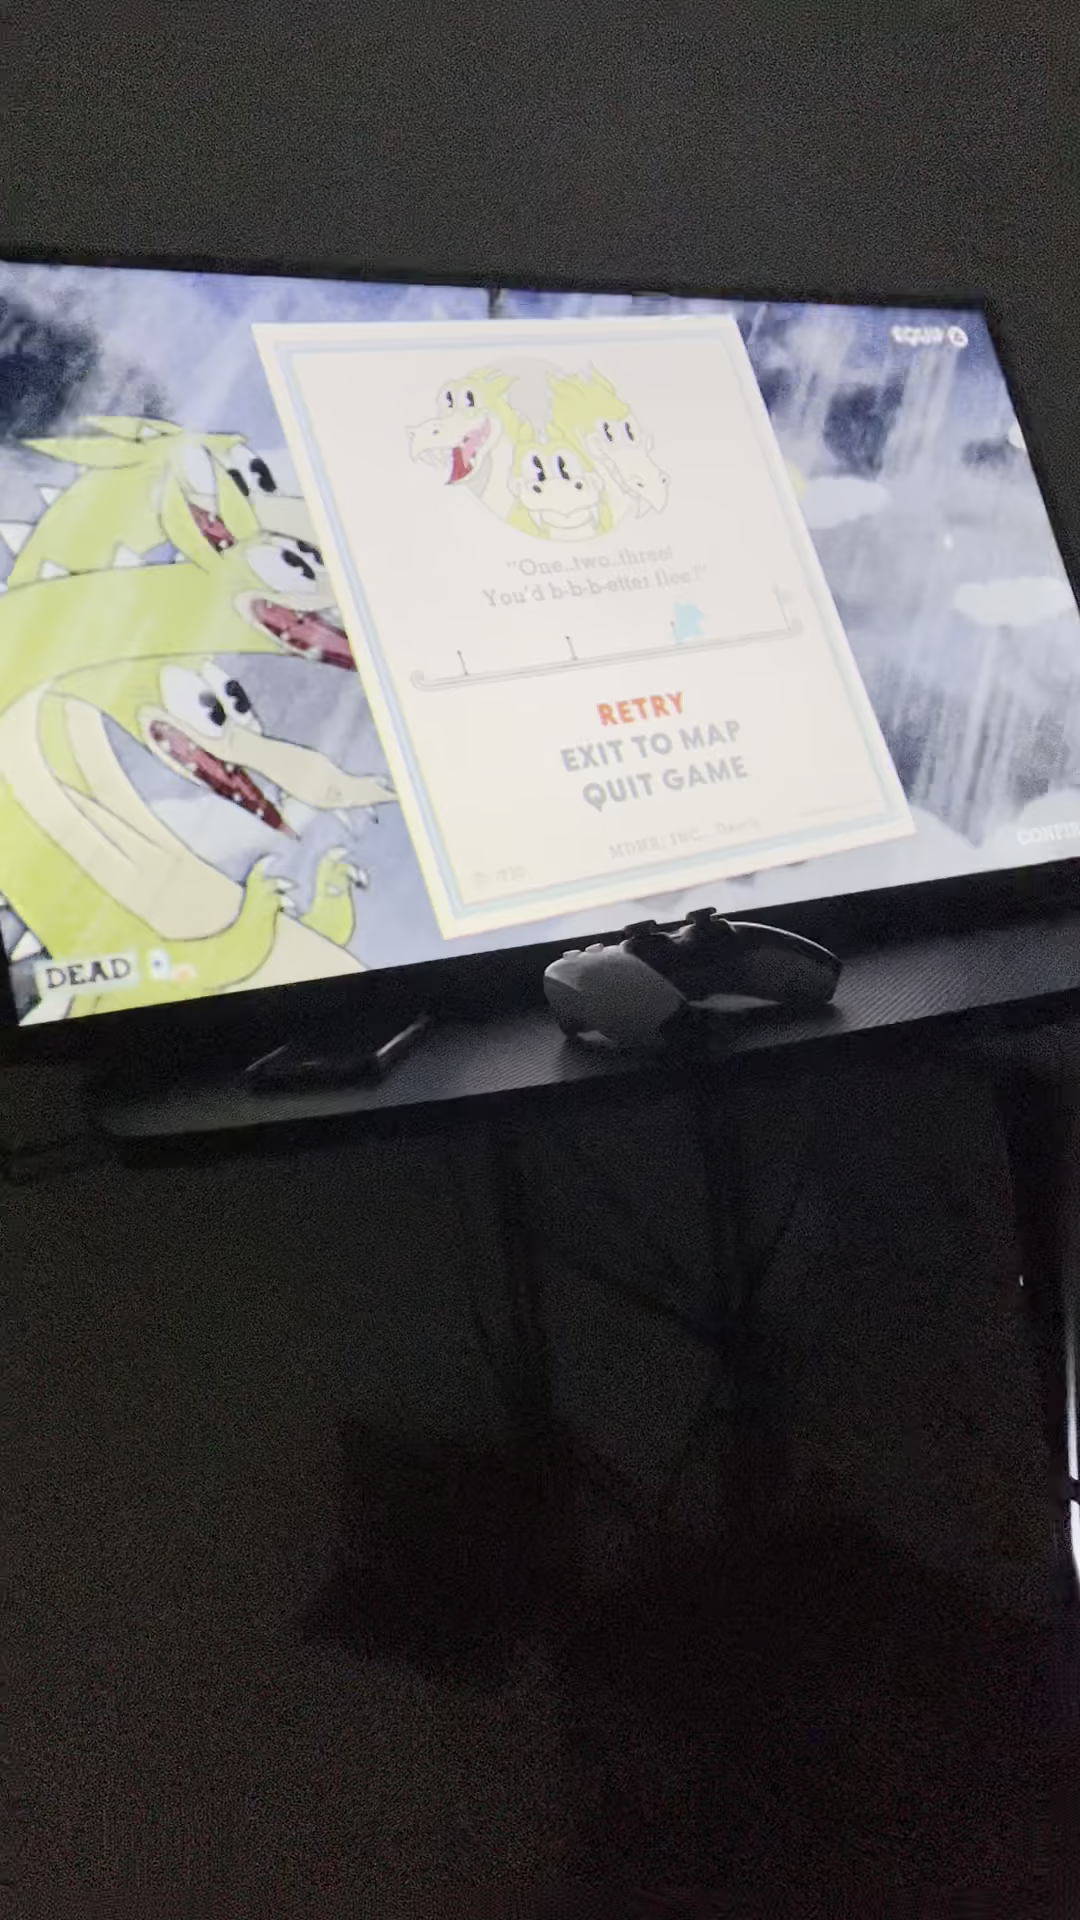 EQUIP
"One..two..three!
You'd b-b-b-etter flee!"
RETRY
EXIT TO MAP
QUIT GAME
DEAD